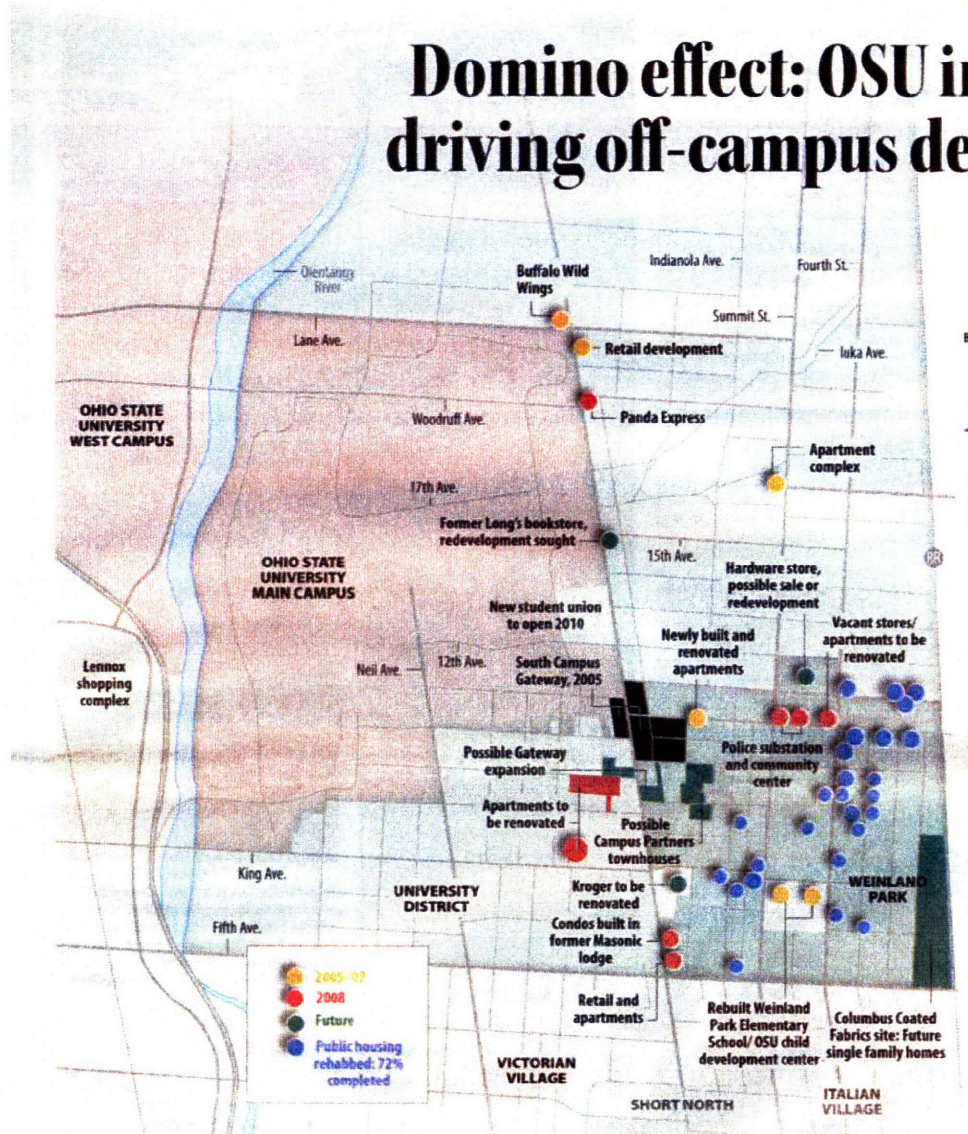 Domino effect: OSU in
driving off-campus de
Olentangy
River
Buffalo Wild
Wings
Indianola Ave.
Fourth St.
Summit St.
Lane Ave.
Retail development
Iuka Ave.
OHIO STATE
UNIVERSITY
WEST CAMPUS
Woodruff Ave.
Panda Express
Apartment
complex
17th Ave.
Former Long's bookstore,
redevelopment sought
15th Ave.
OHIO STATE
UNIVERSITY
MAIN CAMPUS
Hardware store,
possible sale or
redevelopment
New student union
to open 2010
Newly built and
renovated
apartments
Vacant stores/
apartments to be
renovated
Lennox
shopping
complex
Neil Ave.
12th Ave.
South Campus
Gateway, 2005
Possible Gateway
expansion
Police substation
and community
center
Apartments to
be renovated
Possible
Campus Partners
townhouses
King Ave.
UNIVERSITY
DISTRICT
Kroger to be
renovated
WEINLAND
PARK
Fifth Ave.
Condos built in
former Masonic
lodge
2005-'07
2008
Future
Public housing
rehabbed: 72%
completed
Retail and
apartments
Rebuilt Weinland
Park Elementary
School/ OSU child
development center
Columbus Coated
Fabrics site: Future
single family homes
VICTORIAN
VILLAGE
SHORT NORTH
ITALIAN
VILLAGE